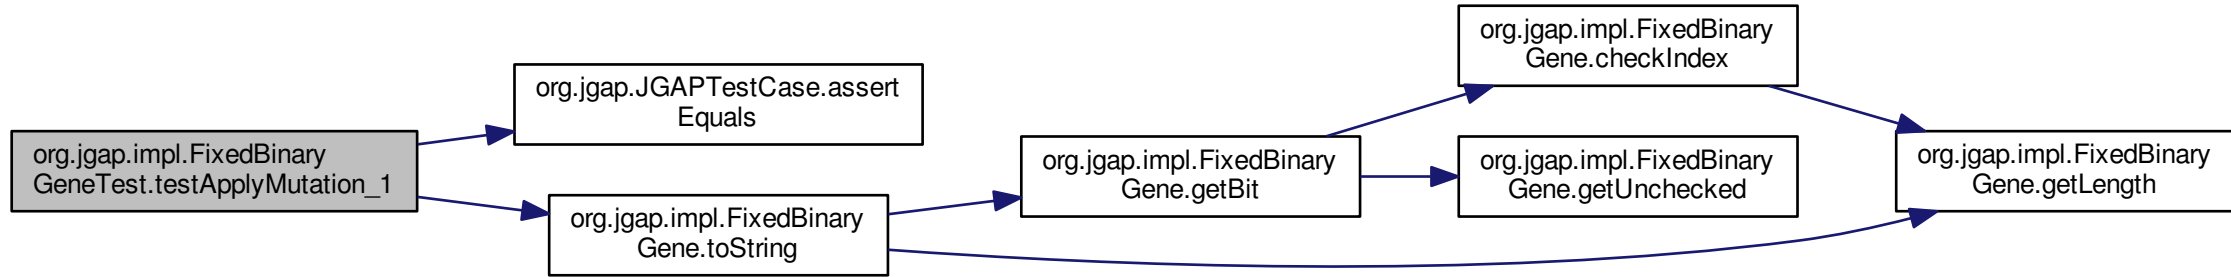 org.jgap.impl.FixedBinary
GeneTest.testApplyMutation_1
org.jgap.JGAPTestCase.assert
Equals
org.jgap.impl.FixedBinary
Gene.toString
org.jgap.impl.FixedBinary
Gene.getBit
org.jgap.impl.FixedBinary
Gene.checkIndex
org.jgap.impl.FixedBinary
Gene.getUnchecked
org.jgap.impl.FixedBinary
Gene.getLength